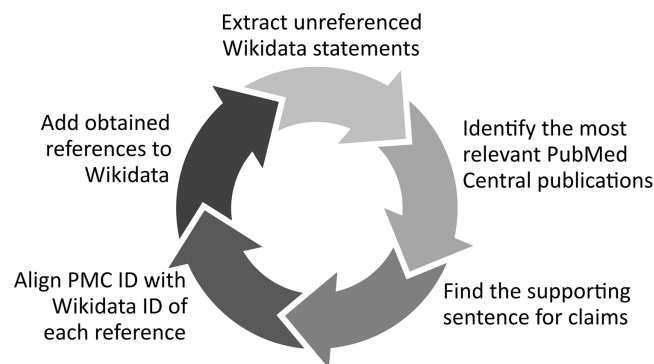 Extract unreferenced
Wikidata statements
Identify the most
relevant PubMed
Central publications
Find the supporting
sentence for claims
Align PMC ID with
Wikidata ID of
each reference
Add obtained
references to
Wikidata